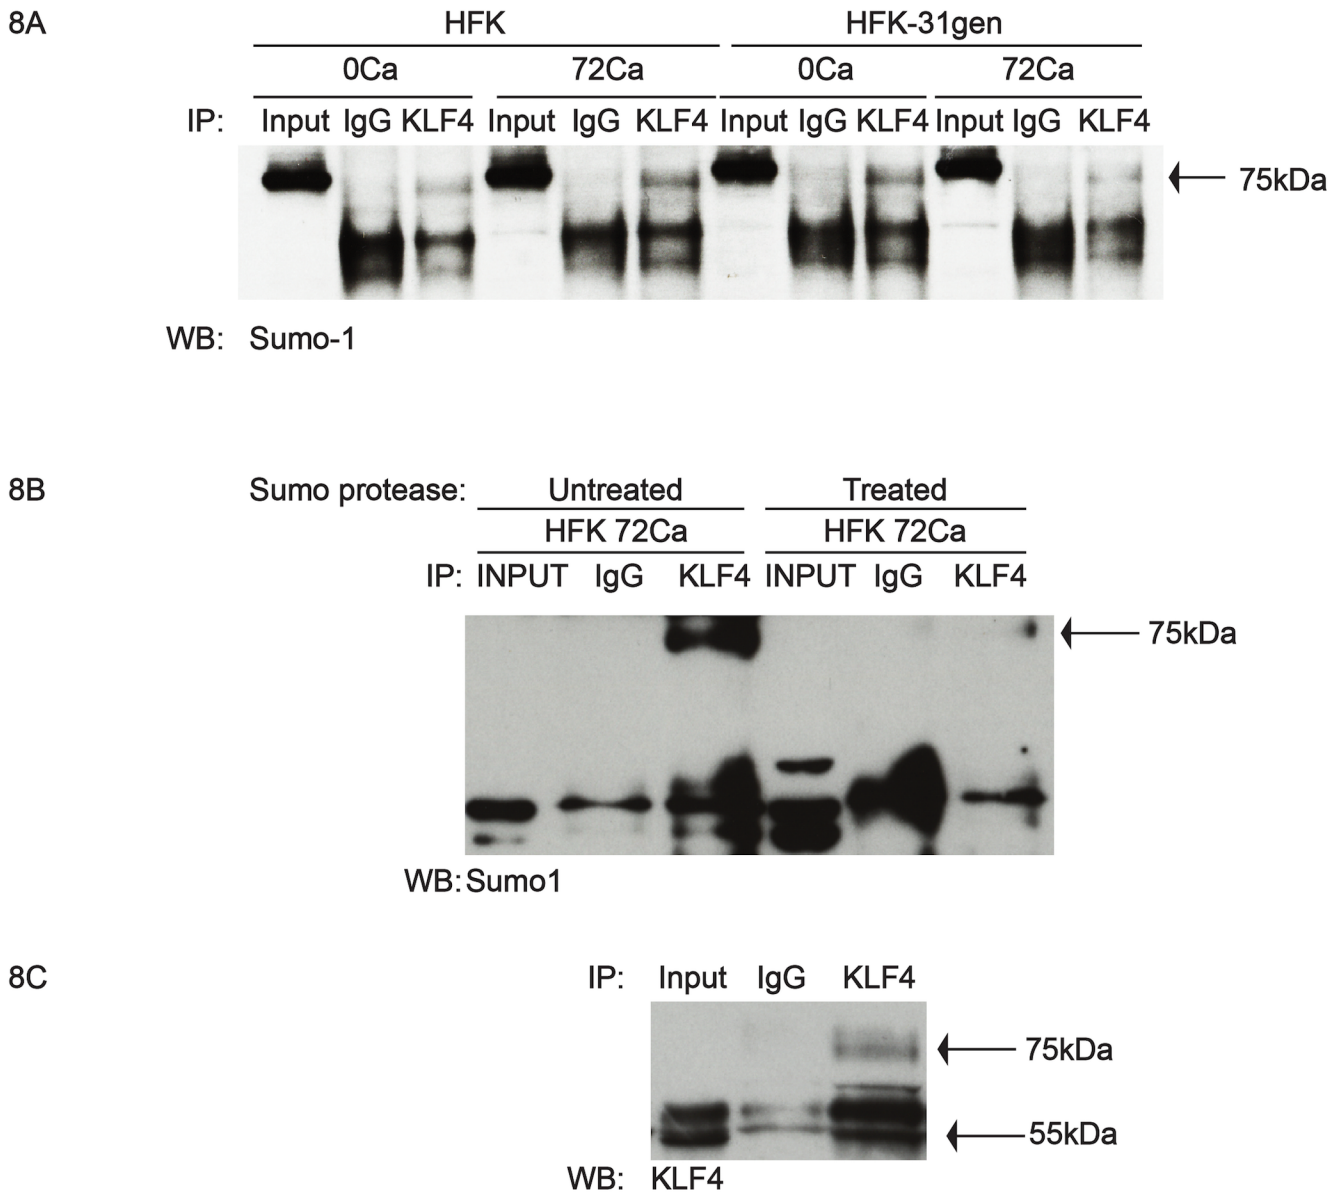 8A
HFK HFK-31gen
0Ca 72Ca 0Ca 72Ca
IP: Input IgG KLF4 Input IgG KLF4 Input IgG KLF4 Input IgG KLF4
75kDa
WB: Sumo-1
8B Sumo protease: Untreated Treated
HFK 72Ca HFK 72Ca
IP: INPUT IgG KLF4 INPUT IgG KLF4
75kDa
WB: Sumo1
8C IP: Input IgG KLF4
75kDa
55kDa
WB: KLF4